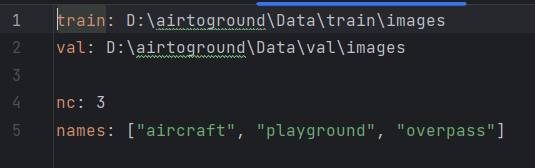 1 train: D:\airtoground\Data\train\images
2 val: D:\airtoground\Data\val\images
3
4 nc: 3
5 names: ["aircraft", "playground", "overpass"]